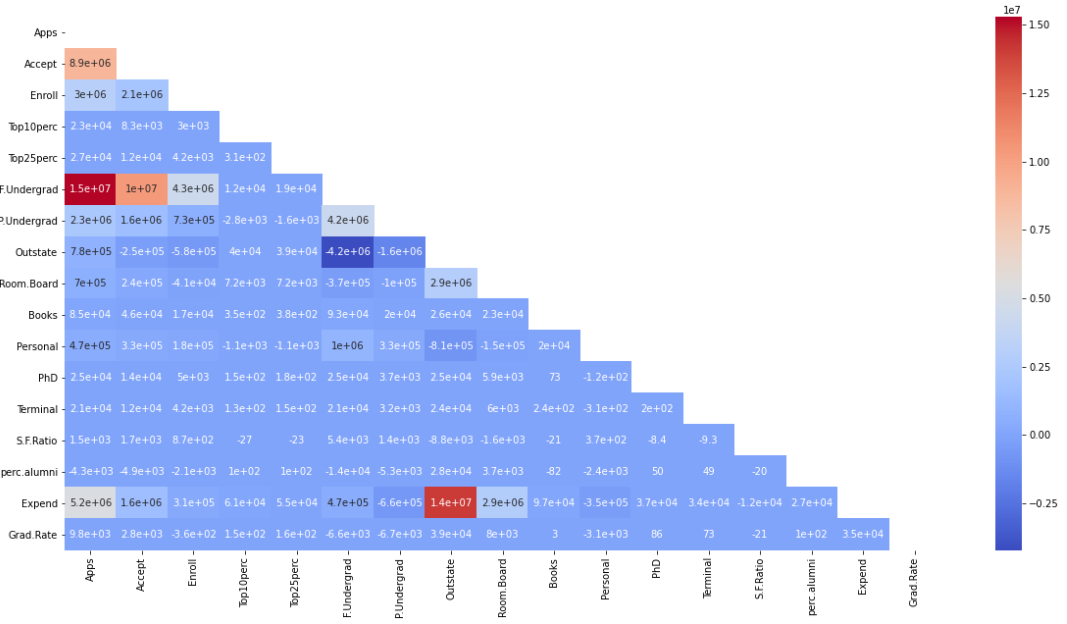 1e7
Apps
Accept 8.9e+06
Enroll 3e+06 2.1e+06
Top10perc 2.3e+04 8.3e+03 3e+03
Top25perc 2.7e+04 1.2e+04 4.2e+03 3.1e+02
F.Undergrad 1.5e+07 1e+07 4.3e+06 1.2e+04 1.9e+04
P.Undergrad 2.3e+06 1.6e+06 7.3e+05 -2.8e+03 -1.6e+03 4.2e+06
Outstate 7.8e+05 -2.5e+05 -5.8e+05 4e+04 3.9e+04 -4.2e+06 -1.6e+06
Room.Board 7e+05 2.4e+05 -4.1e+04 7.2e+03 7.2e+03 -3.7e+05 -1e+05 2.9e+06
Books 8.5e+04 4.6e+04 1.7e+04 3.5e+02 3.8e+02 9.3e+04 2e+04 2.6e+04 2.3e+04
Personal 4.7e+05 3.3e+05 1.8e+05 -1.1e+03 -1.1e+03 1e+06 3.3e+05 -8.1e+05 -1.5e+05 2e+04
PhD 2.5e+04 1.4e+04 5e+03 1.5e+02 1.8e+02 2.5e+04 3.7e+03 2.5e+04 5.9e+03 73 -1.2e+02
Terminal 2.1e+04 1.2e+04 4.2e+03 1.3e+02 1.5e+02 2.1e+04 3.2e+03 2.4e+04 6e+03 2.4e+02 -3.1e+02 2e+02
S.F.Ratio 1.5e+03 1.7e+03 8.7e+02 -27 -23 5.4e+03 1.4e+03 -8.8e+03 -1.6e+03 -21 3.7e+02 -8.4 -9.3
perc.alumni -4.3e+03 -4.9e+03 -2.1e+03 1e+02 1e+02 -1.4e+04 -5.3e+03 2.8e+04 3.7e+03 -82 -2.4e+03 50 49 -20
Expend 5.2e+06 1.6e+06 3.1e+05 6.1e+04 5.5e+04 4.7e+05 -6.6e+05 1.4e+07 2.9e+06 9.7e+04 -3.5e+05 3.7e+04 3.4e+04 -1.2e+04 2.7e+04
Grad.Rate 9.8e+03 2.8e+03 -3.6e+02 1.5e+02 1.6e+02 -6.6e+03 -6.7e+03 3.9e+04 8e+03 3 -3.1e+03 86 73 -21 1e+02 3.5e+04
Apps Accept Enroll Top10perc Top25perc F.Undergrad P.Undergrad Outstate Room.Board Books Personal PhD Terminal S.F.Ratio perc.alumni Expend Grad.Rate
1.50
1.25
1.00
0.75
0.50
0.25
0.00
-0.25